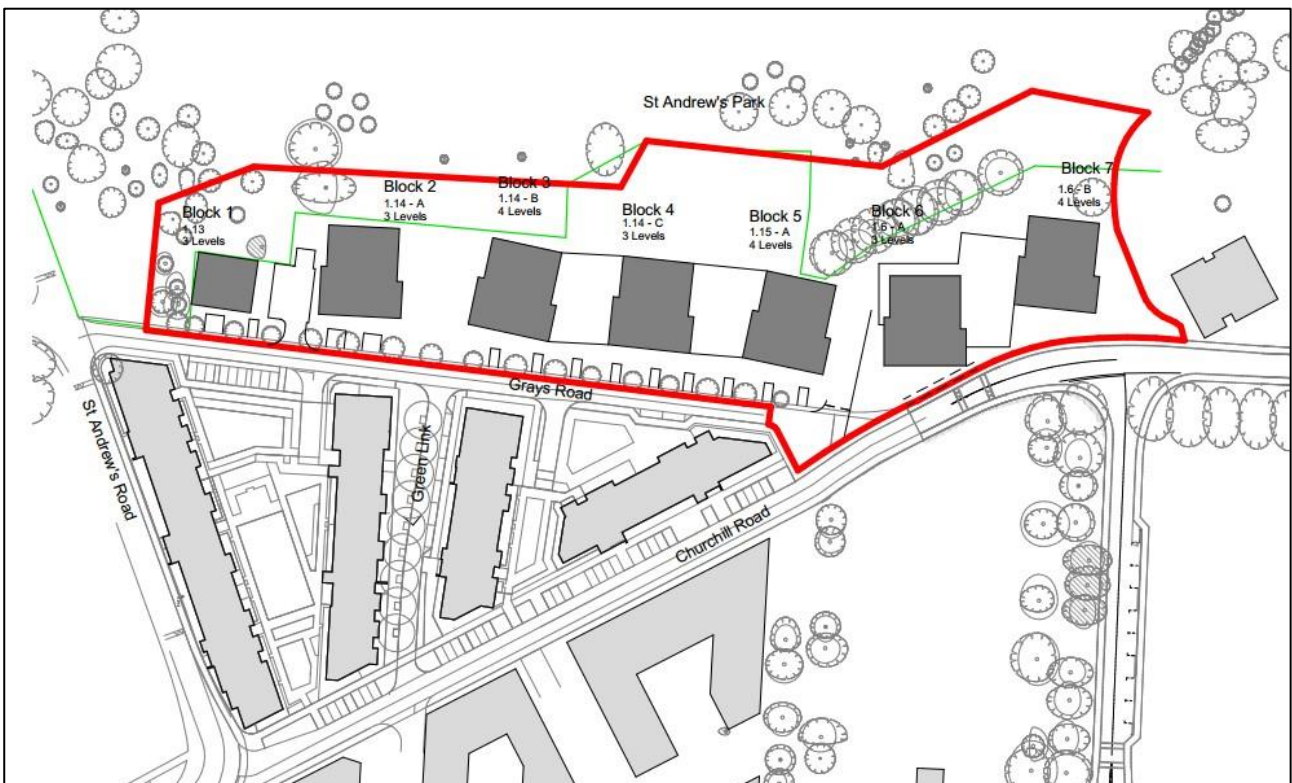 St Andrew's Park
Block 1
1.13
3 Levels
Block 2
1.14 - A
3 Levels
Block 3
1.14 - B
4 Levels
Block 4
1.14 - C
3 Levels
Block 5
1.15 - A
4 Levels
Block 6
1.6 - A
3 Levels
Block 7
1.6 - B
4 Levels
Grays Road
St Andrew's Road
Green Link
Churchill Road